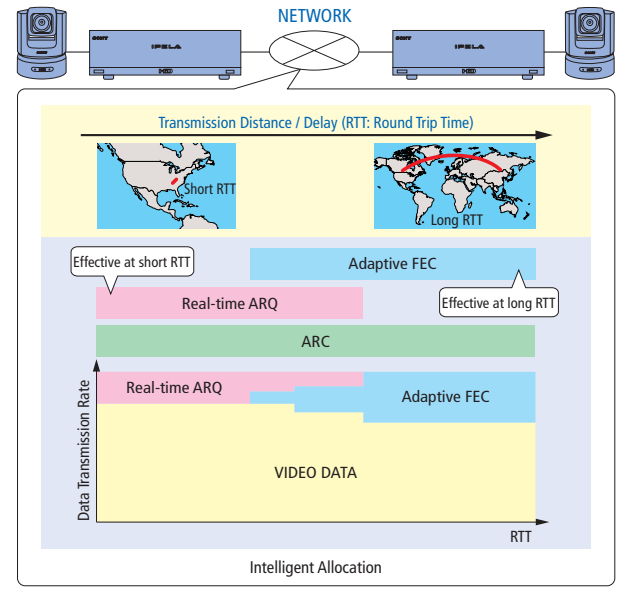 NETWORK
SONY
IPELA
HD
SONY
IPELA
HD
Transmission Distance / Delay (RTT: Round Trip Time)
Short RTT
Long RTT
Effective at short RTT
Adaptive FEC
Real-time ARQ
Effective at long RTT
ARC
Data Transmission Rate
Real-time ARQ
Adaptive FEC
VIDEO DATA
RTT
Intelligent Allocation